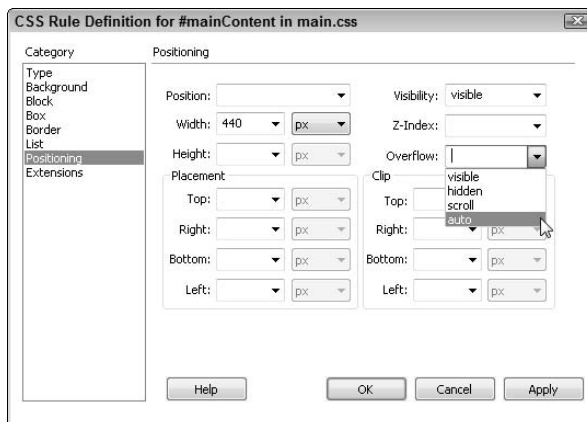 CSS Rule Definition for #mainContent in main.css
Category
Positioning
Type
Background
Block
Box
Border
List
Positioning
Extensions
Position:
Visibility: visible
Width: 440 px
Z-Index:
Height: px
Overflow:
visible
hidden
scroll
auto
Placement
Clip
Top: px
Top:
Right: px
Right: px
Bottom: px
Bottom: px
Left: px
Left: px
Help
OK
Cancel
Apply